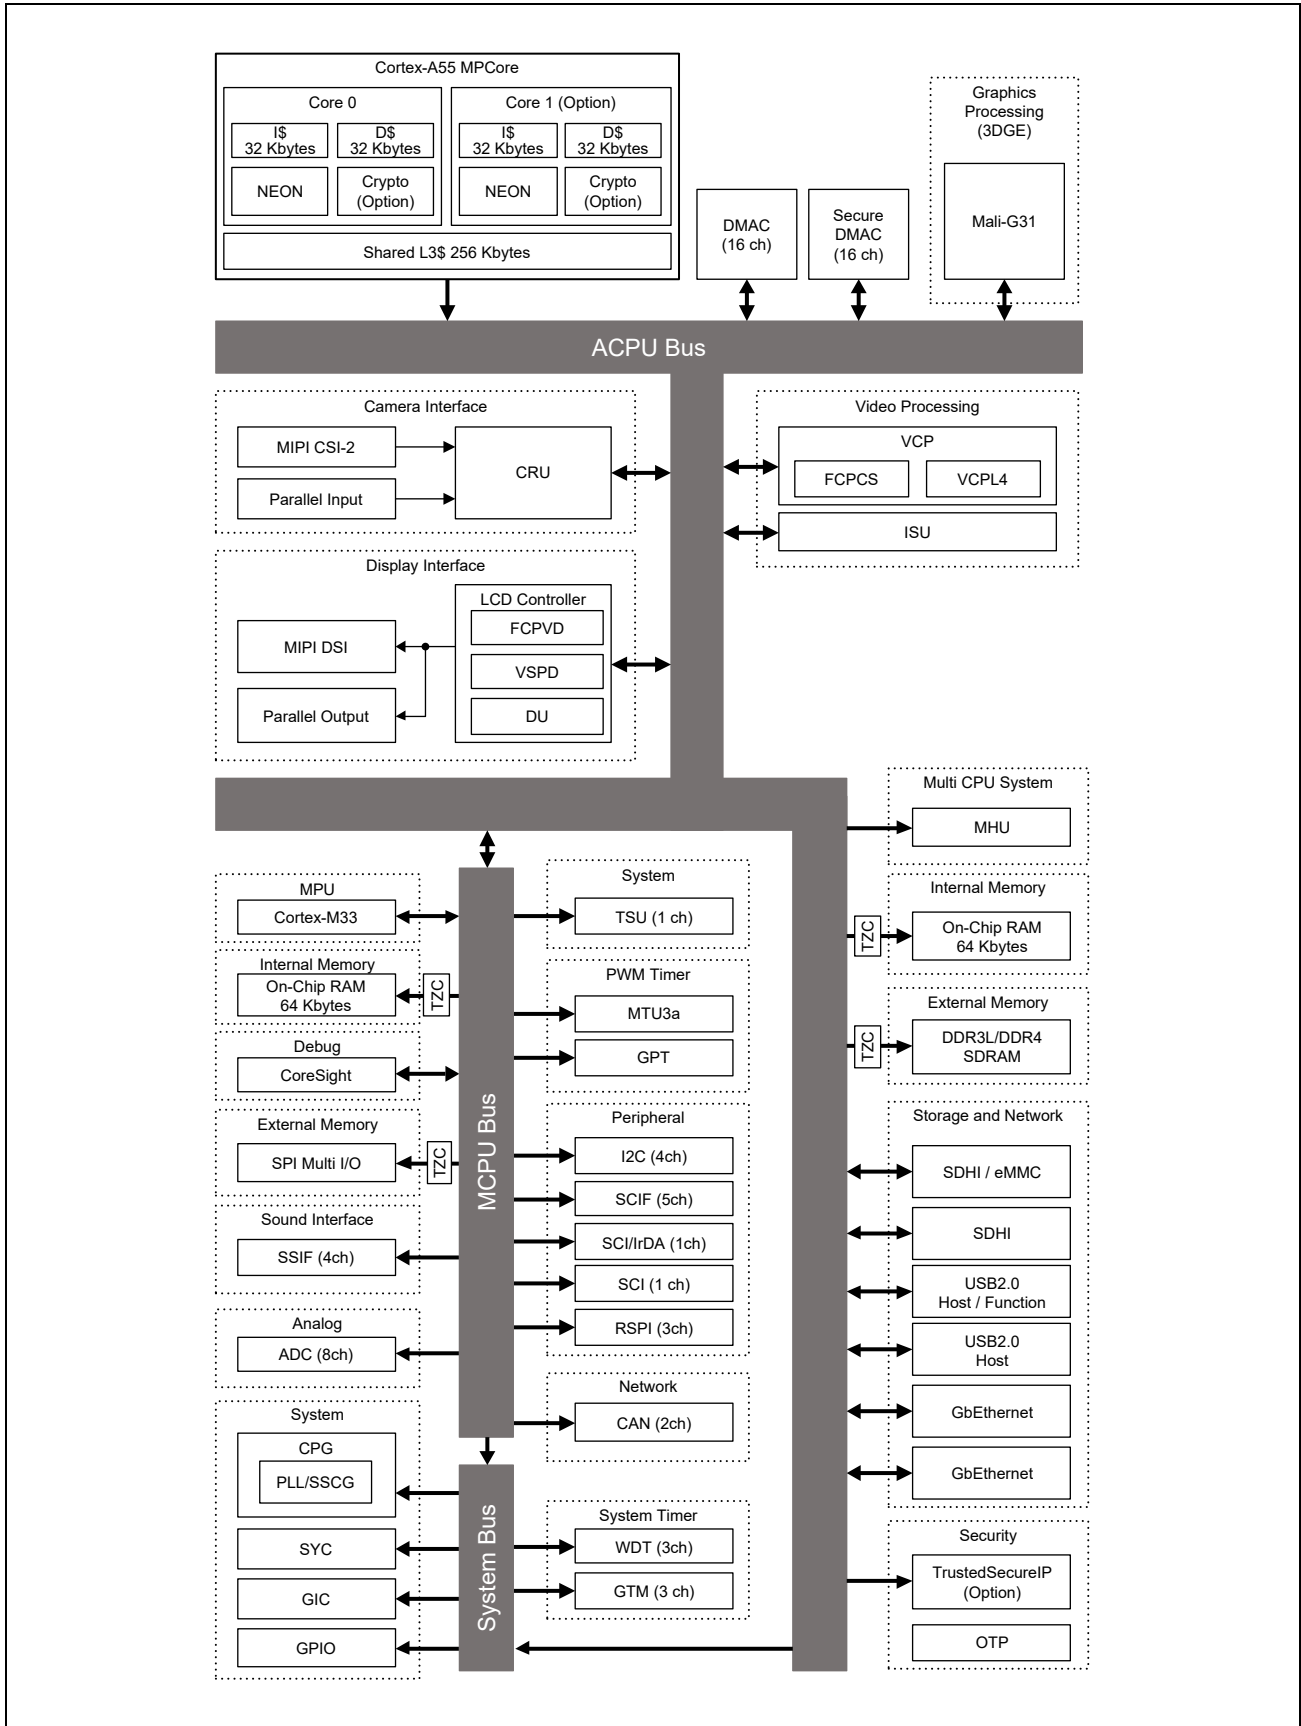 Cortex-A55 MPCore
Core 0
I$
32 Kbytes
D$
32 Kbytes
NEON
Crypto
(Option)
Core 1 (Option)
I$
32 Kbytes
D$
32 Kbytes
NEON
Crypto
(Option)
Shared L3$ 256 Kbytes
DMAC
(16 ch)
Secure
DMAC
(16 ch)
Graphics
Processing
(3DGE)
Mali-G31
ACPU Bus
Camera Interface
MIPI CSI-2
Parallel Input
CRU
Video Processing
VCP
FCPCS
VCPL4
ISU
Display Interface
LCD Controller
FCPVD
VSPD
DU
MIPI DSI
Parallel Output
Multi CPU System
MHU
MPU
Cortex-M33
Internal Memory
On-Chip RAM
64 Kbytes
TZC
Debug
CoreSight
External Memory
SPI Multi I/O
TZC
Sound Interface
SSIF (4ch)
Analog
ADC (8ch)
System
CPG
PLL/SSCG
SYC
GIC
GPIO
MCPU Bus
System Bus
System
TSU (1 ch)
PWM Timer
MTU3a
GPT
Peripheral
I2C (4ch)
SCIF (5ch)
SCI/IrDA (1ch)
SCI (1 ch)
RSPI (3ch)
Network
CAN (2ch)
System Timer
WDT (3ch)
GTM (3 ch)
Internal Memory
TZC
On-Chip RAM
64 Kbytes
External Memory
TZC
DDR3L/DDR4
SDRAM
Storage and Network
SDHI / eMMC
SDHI
USB2.0
Host / Function
USB2.0
Host
GbEthernet
GbEthernet
Security
TrustedSecureIP
(Option)
OTP